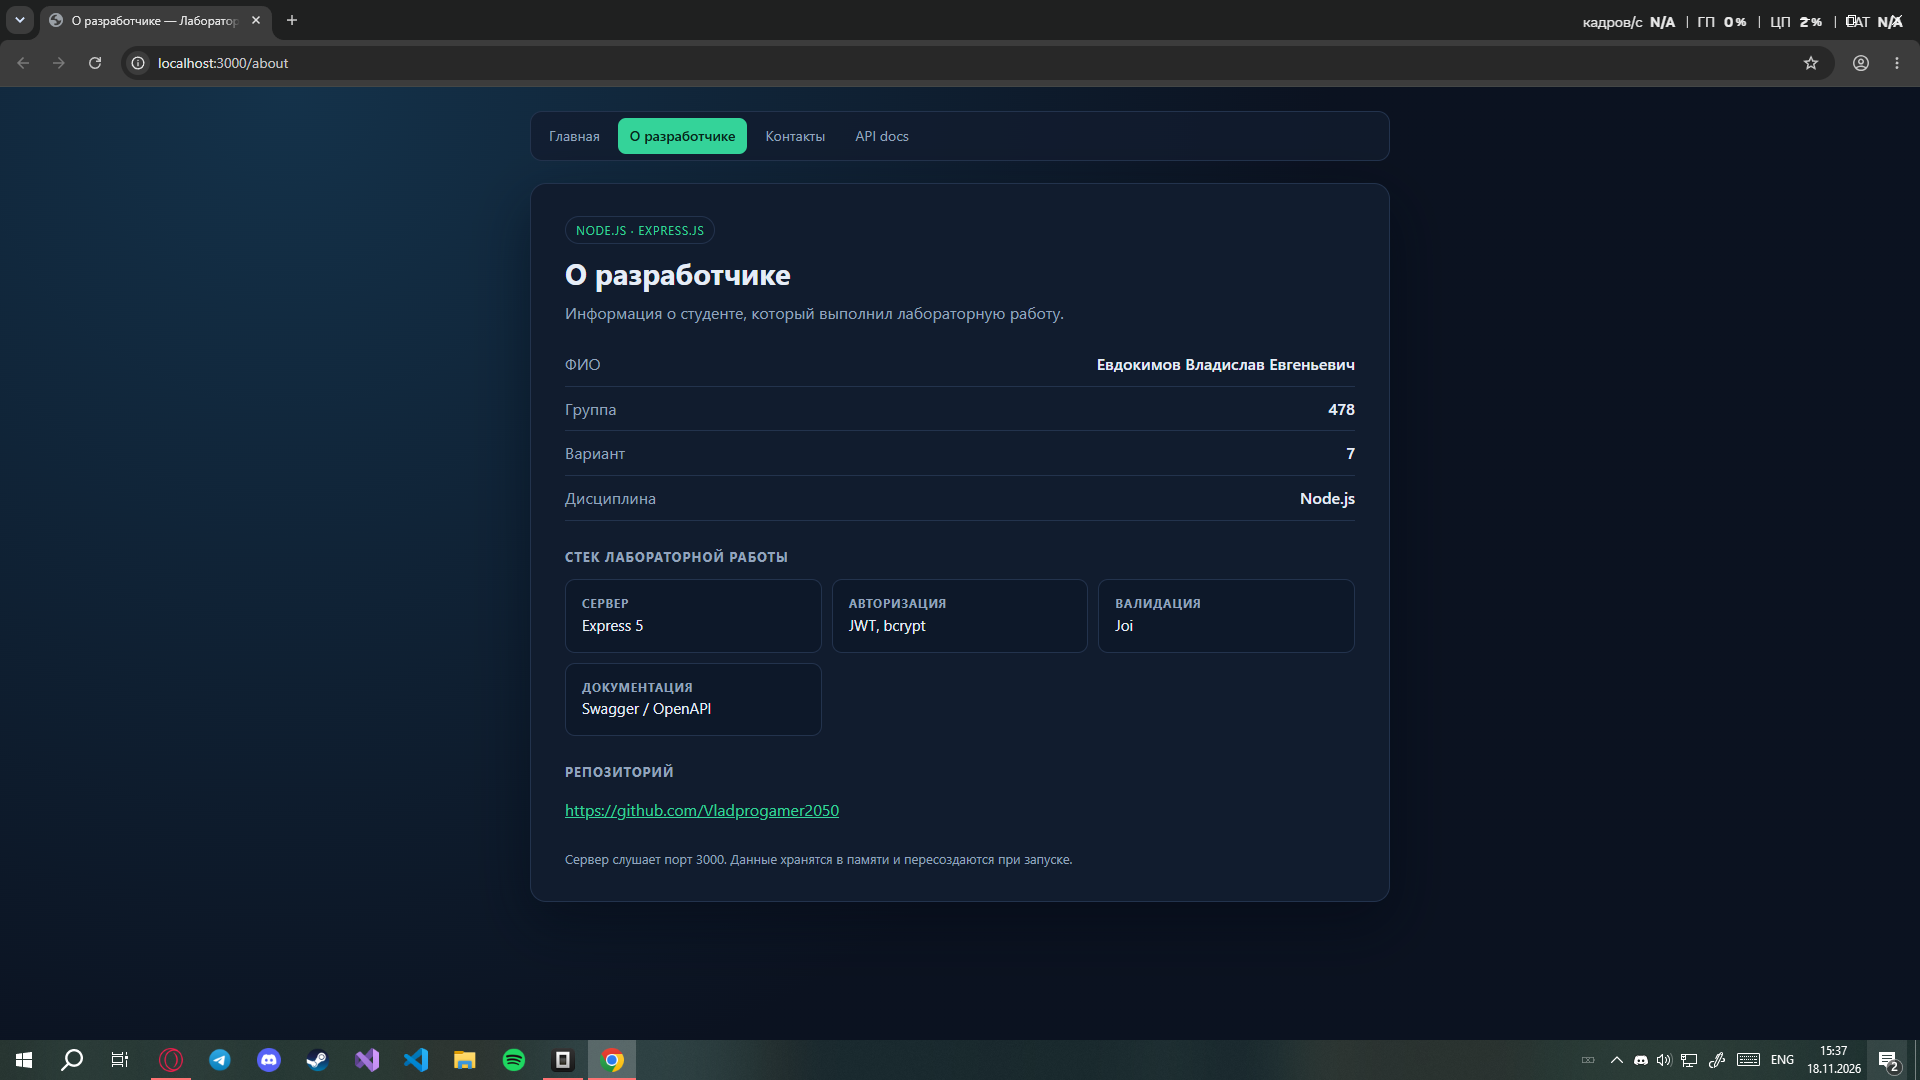 О разработчике — Лаборатор
кадров/с N/A | ГП 0% | ЦП 2% | N/A
localhost:3000/about
Главная О разработчике Контакты API docs
NODE.JS · EXPRESS.JS
О разработчике
Информация о студенте, который выполнил лабораторную работу.
ФИО Евдокимов Владислав Евгеньевич
Группа 478
Вариант 7
Дисциплина Node.js
СТЕК ЛАБОРАТОРНОЙ РАБОТЫ
СЕРВЕР
Express 5
АВТОРИЗАЦИЯ
JWT, bcrypt
ВАЛИДАЦИЯ
Joi
ДОКУМЕНТАЦИЯ
Swagger / OpenAPI
РЕПОЗИТОРИЙ
https://github.com/Vladprogamer2050
Сервер слушает порт 3000. Данные хранятся в памяти и пересоздаются при запуске.
ENG
15:37
18.11.2026
2